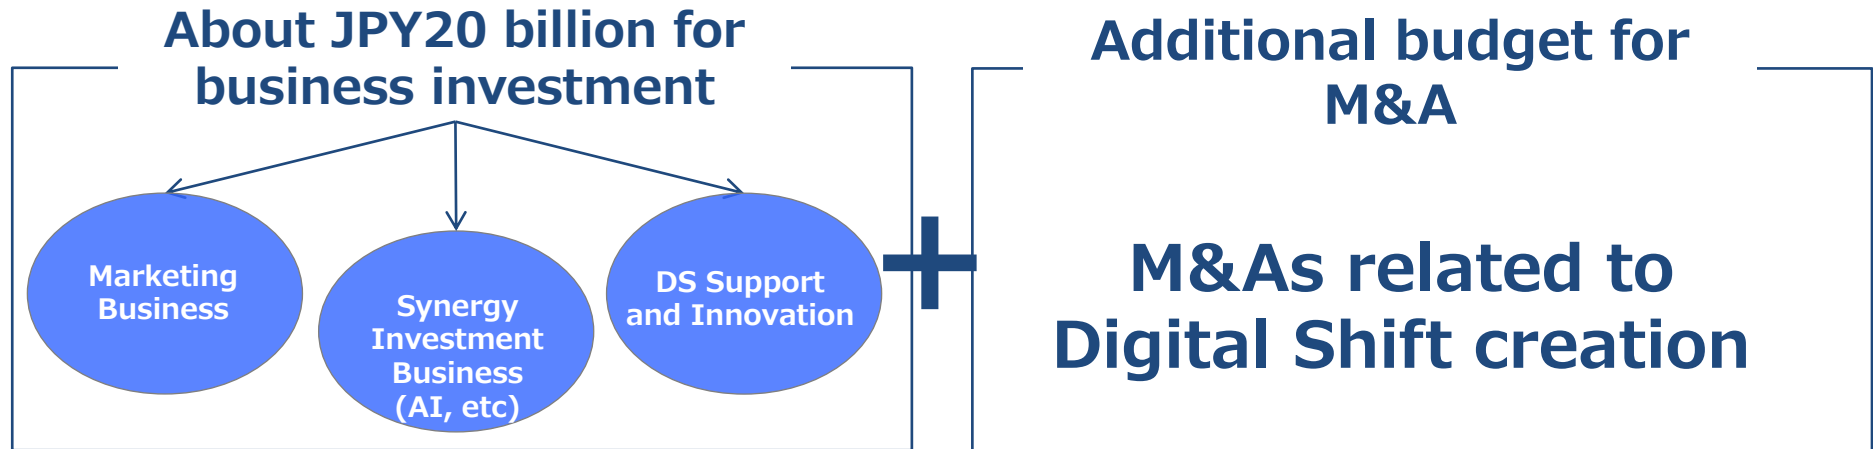 About JPY20 billion for
business investment
Marketing
Business
Synergy
Investment
Business
(AI, etc)
DS Support
and Innovation
+
Additional budget for
M&A
M&As related to
Digital Shift creation